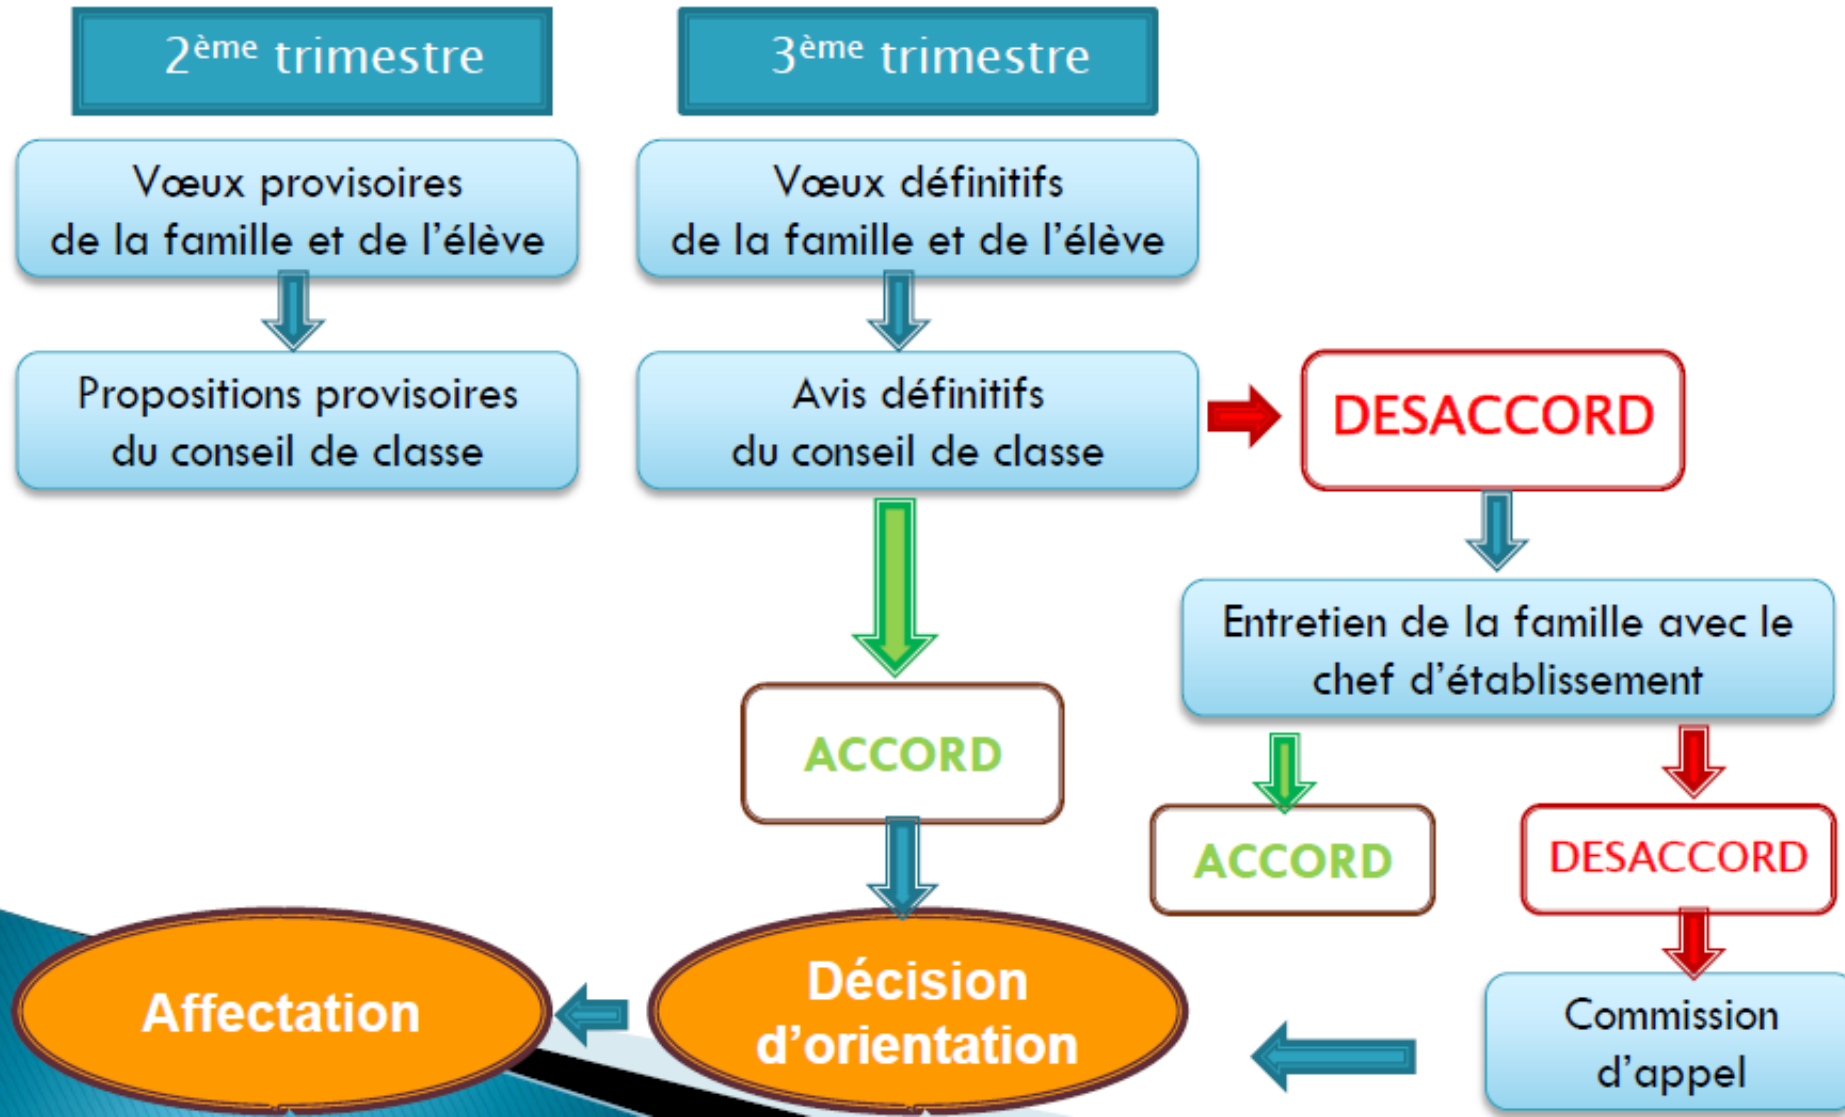 2ème trimestre
3ème trimestre
Vœux provisoires
de la famille et de l'élève
Vœux définitifs
de la famille et de l'élève
Propositions provisoires
du conseil de classe
Avis définitifs
du conseil de classe
DESACCORD
Entretien de la famille avec le
chef d'établissement
ACCORD
ACCORD
DESACCORD
Affectation
Décision
d'orientation
Commission
d'appel